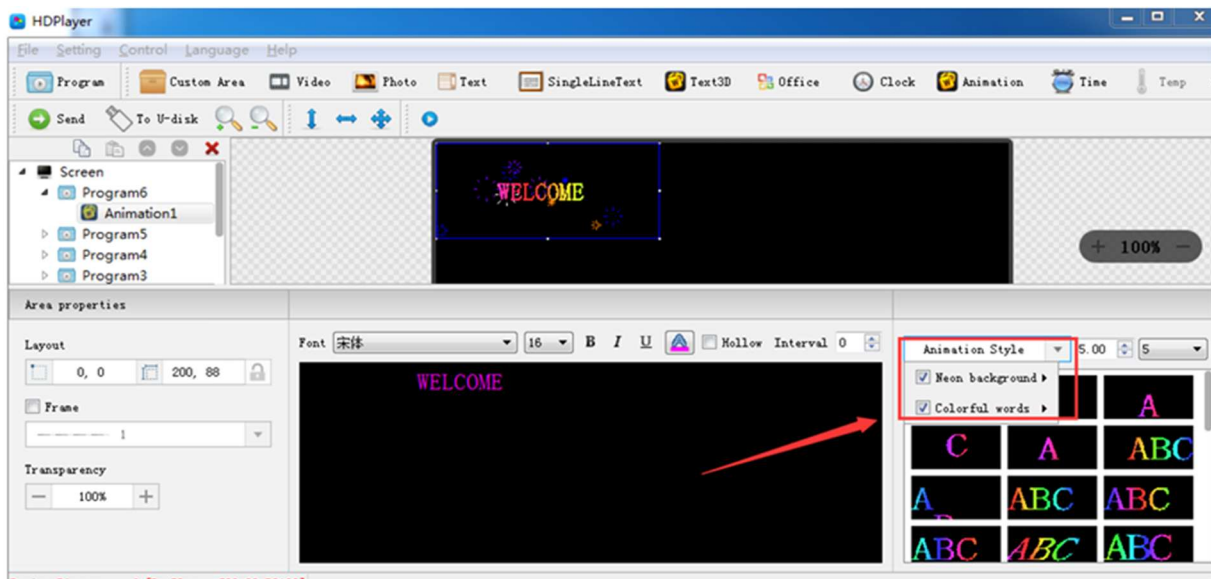 HDPlayer
File Setting Control Language Help
Program Custom Area Video Photo Text SingleLineText Text3D Office Clock Animation Time Temp
Send To U-disk
Screen
Program6
Animation1
Program5
Program4
Program3
WELCOME
+ 100% −
Area properties
Layout
0, 0 200, 88
Frame
1
Transparency
− 100% +
Font 宋体 16 B I U A Hollow Interval 0
WELCOME
Animation Style 5.00 5
Neon background
Colorful words
A
C A ABC
A ABC ABC
ABC ABC ABC